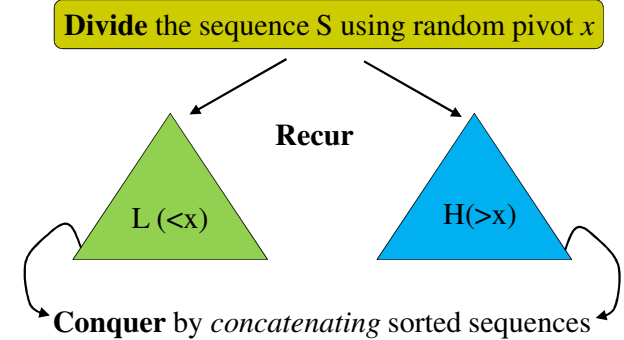 Divide the sequence S using random pivot x
Recur
L (<x)
H(>x)
Conquer by concatenating sorted sequences